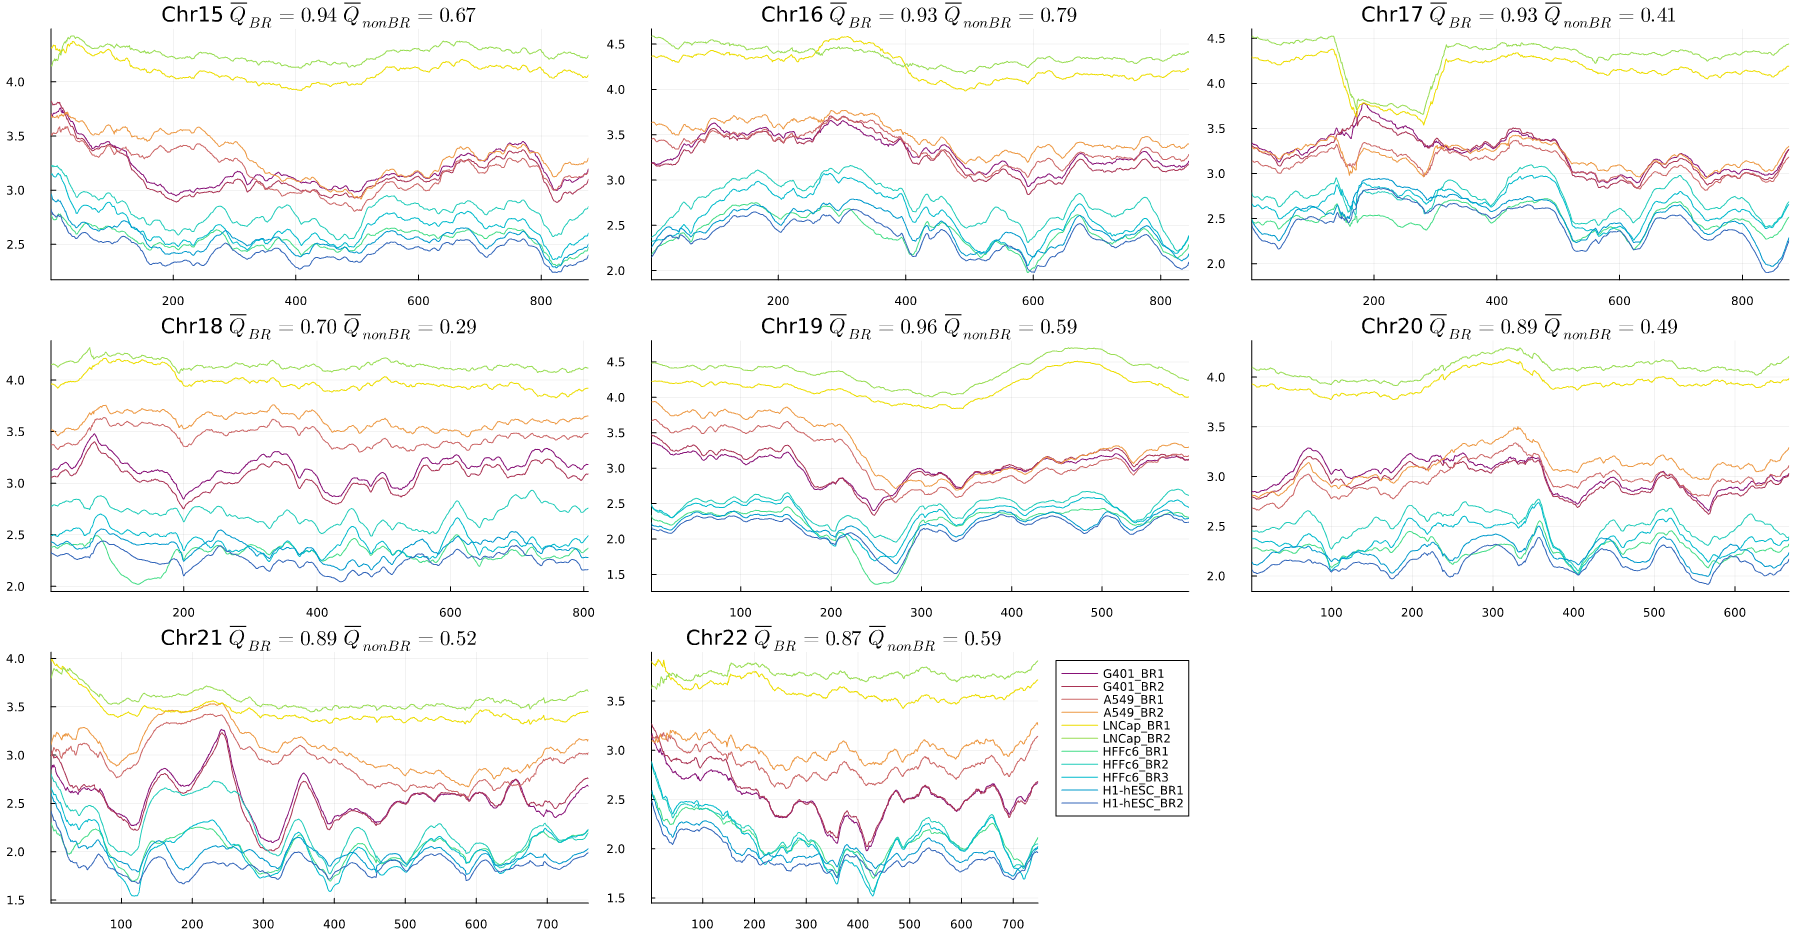 Chr15 Q̅_BR = 0.94 Q̅_nonBR = 0.67
4.0
3.5
3.0
2.5
200 400 600 800
Chr16 Q̅_BR = 0.93 Q̅_nonBR = 0.79
4.5
4.0
3.5
3.0
2.5
2.0
200 400 600 800
Chr17 Q̅_BR = 0.93 Q̅_nonBR = 0.41
4.5
4.0
3.5
3.0
2.5
2.0
200 400 600 800
Chr18 Q̅_BR = 0.70 Q̅_nonBR = 0.29
4.0
3.5
3.0
2.5
2.0
200 400 600 800
Chr19 Q̅_BR = 0.96 Q̅_nonBR = 0.59
4.5
4.0
3.5
3.0
2.5
2.0
1.5
100 200 300 400 500
Chr20 Q̅_BR = 0.89 Q̅_nonBR = 0.49
4.0
3.5
3.0
2.5
2.0
100 200 300 400 500 600
Chr21 Q̅_BR = 0.89 Q̅_nonBR = 0.52
4.0
3.5
3.0
2.5
2.0
1.5
100 200 300 400 500 600 700
Chr22 Q̅_BR = 0.87 Q̅_nonBR = 0.59
3.5
3.0
2.5
2.0
1.5
100 200 300 400 500 600 700
G401_BR1
G401_BR2
A549_BR1
A549_BR2
LNCap_BR1
LNCap_BR2
HFFc6_BR1
HFFc6_BR2
HFFc6_BR3
H1-hESC_BR1
H1-hESC_BR2